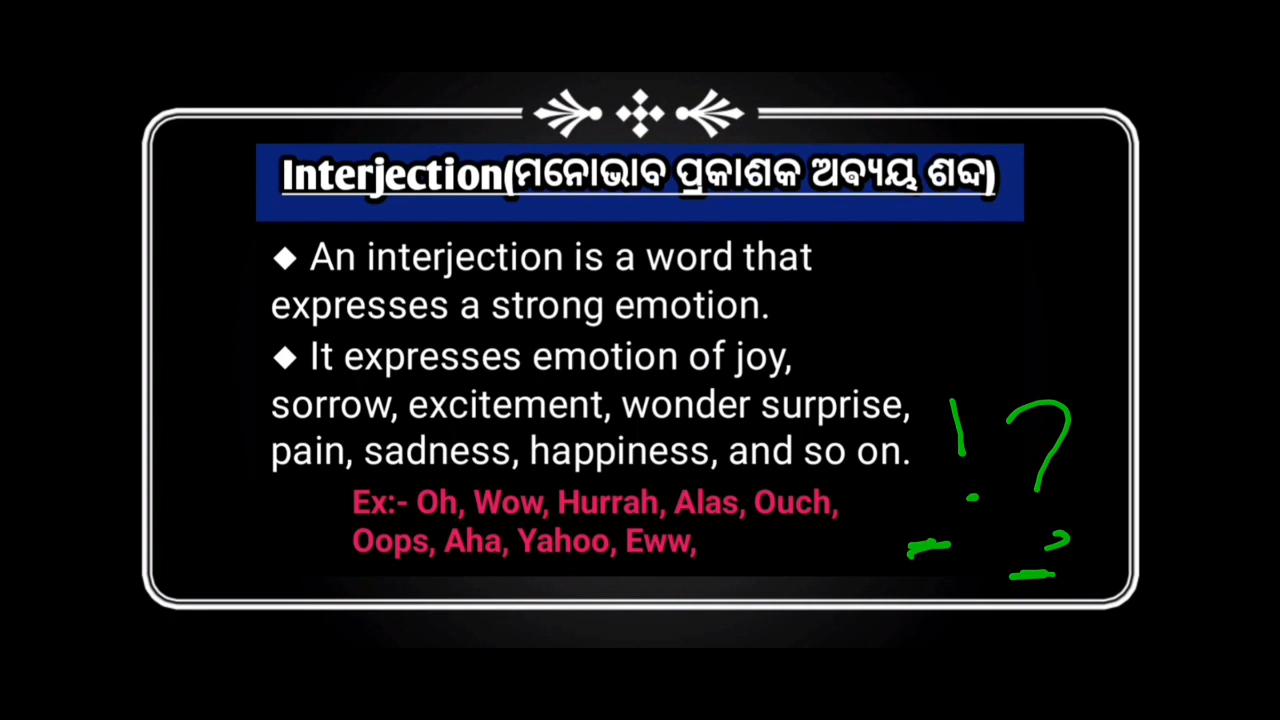 Interjection(ମନୋଭାବ ପ୍ରକାଶକ ଅବ୍ୟୟ ଶବ୍ଦ)
◆ An interjection is a word that
expresses a strong emotion.
◆ It expresses emotion of joy,
sorrow, excitement, wonder surprise,
pain, sadness, happiness, and so on.
! ?
Ex:- Oh, Wow, Hurrah, Alas, Ouch,
Oops, Aha, Yahoo, Eww,